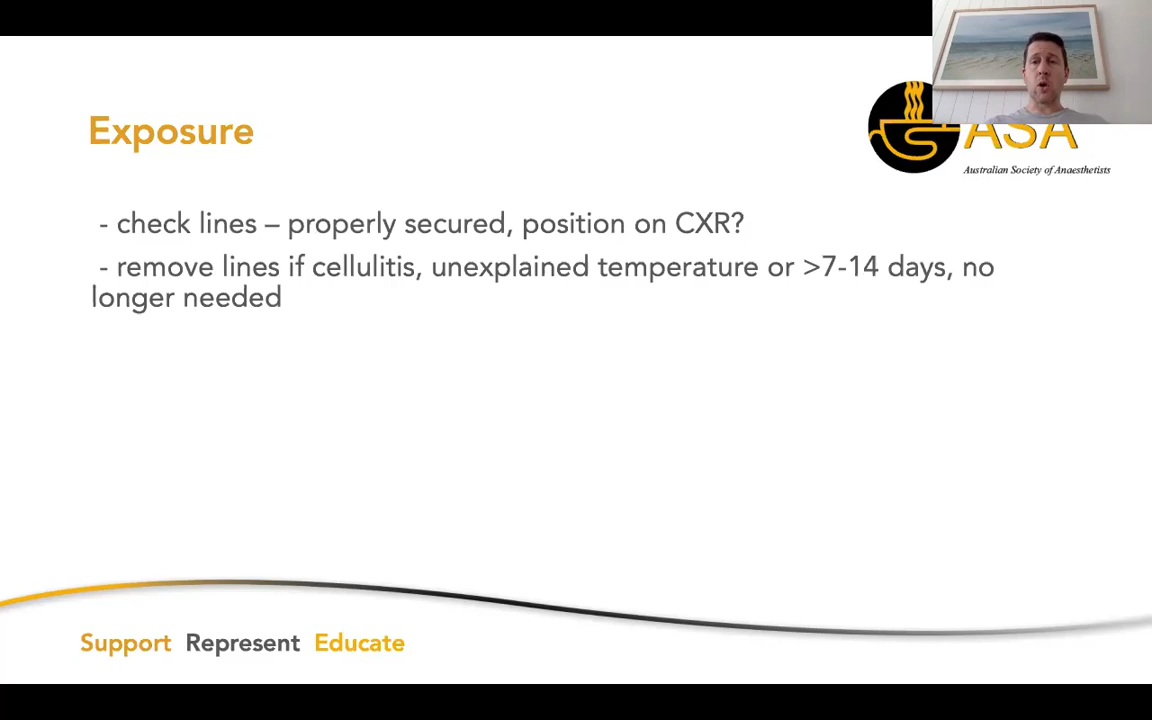 Exposure
ASA
Australian Society of Anaesthetists
- check lines – properly secured, position on CXR?
- remove lines if cellulitis, unexplained temperature or >7-14 days, no
longer needed
Support Represent Educate